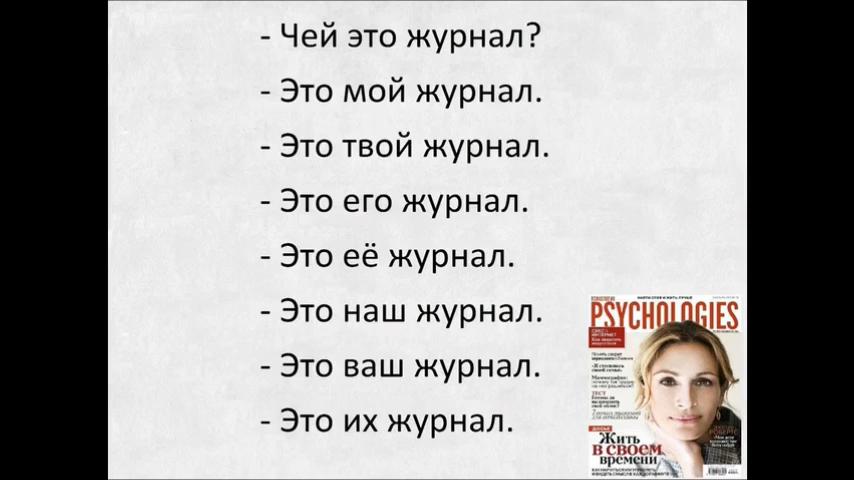 - Чей это журнал?
- Это мой журнал.
- Это твой журнал.
- Это его журнал.
- Это её журнал.
- Это наш журнал.
- Это ваш журнал.
- Это их журнал.
PSYCHOLOGIES
ТЕСТ
Жить
в своем
времени